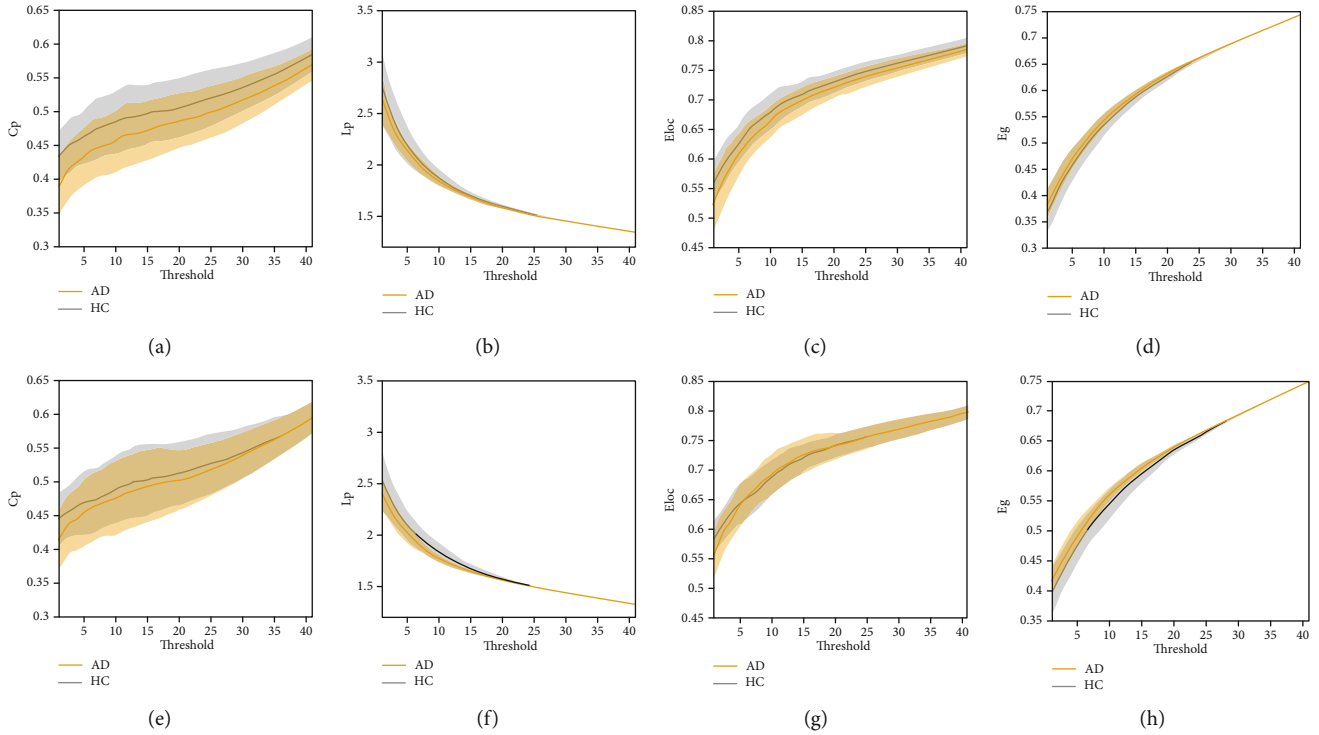 0.65
0.6
0.55
0.5
0.45
0.4
0.35
0.3
Cp
5 10 15 20 25 30 35 40
Threshold
AD
HC
(a)
3.5
3
2.5
2
1.5
Lp
5 10 15 20 25 30 35 40
Threshold
AD
HC
(b)
0.85
0.8
0.75
0.7
0.65
0.6
0.55
0.5
0.45
Eloc
5 10 15 20 25 30 35 40
Threshold
AD
HC
(c)
0.75
0.7
0.65
0.6
0.55
0.5
0.45
0.4
0.35
0.3
Eg
5 10 15 20 25 30 35 40
Threshold
AD
HC
(d)
0.65
0.6
0.55
0.5
0.45
0.4
0.35
0.3
Cp
5 10 15 20 25 30 35 40
Threshold
AD
HC
(e)
3.5
3
2.5
2
1.5
Lp
5 10 15 20 25 30 35 40
Threshold
AD
HC
(f)
0.85
0.8
0.75
0.7
0.65
0.6
0.55
0.5
0.45
Eloc
5 10 15 20 25 30 35 40
Threshold
AD
HC
(g)
0.75
0.7
0.65
0.6
0.55
0.5
0.45
0.4
0.35
Eg
5 10 15 20 25 30 35 40
Threshold
AD
HC
(h)